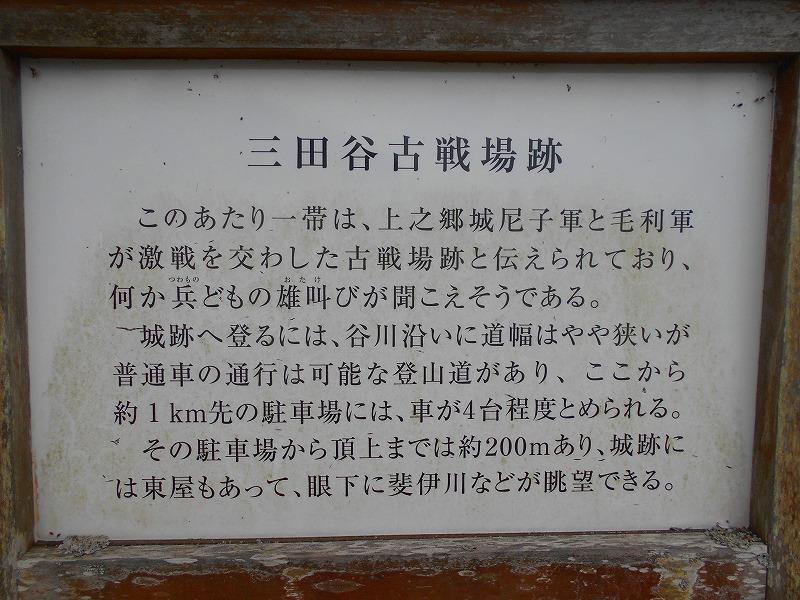 三田谷古戦場跡
このあたり一帯は、上之郷城尼子軍と毛利軍
が激戦を交わした古戦場跡と伝えられており、
つわもの おたけ
何か兵どもの雄叫びが聞こえそうである。
城跡へ登るには、谷川沿いに道幅はやや狭いが
普通車の通行は可能な登山道があり、ここから
約1km先の駐車場には、車が4台程度とめられる。
その駐車場から頂上までは約200mあり、城跡に
は東屋もあって、眼下に斐伊川などが眺望できる。